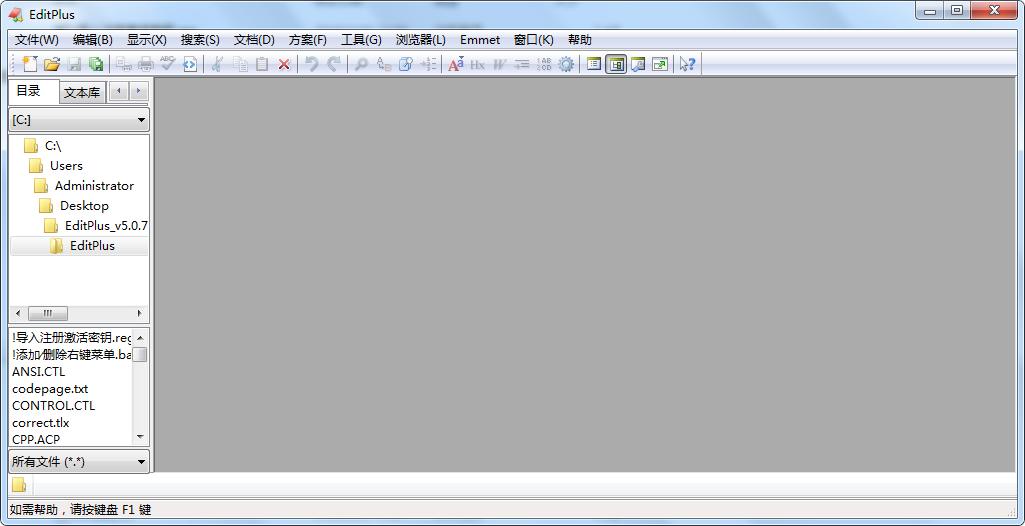 EditPlus
文件(W) 编辑(B) 显示(X) 搜索(S) 文档(D) 方案(F) 工具(G) 浏览器(L) Emmet 窗口(K) 帮助
目录 文本库
[C:]
C:\
Users
Administrator
Desktop
EditPlus_v5.0.7
EditPlus
!导入注册激活密钥.reg
!添加删除右键菜单.ba
ANSI.CTL
codepage.txt
CONTROL.CTL
correct.tlx
CPP.ACP
所有文件 (*.*)
如需帮助，请按键盘 F1 键